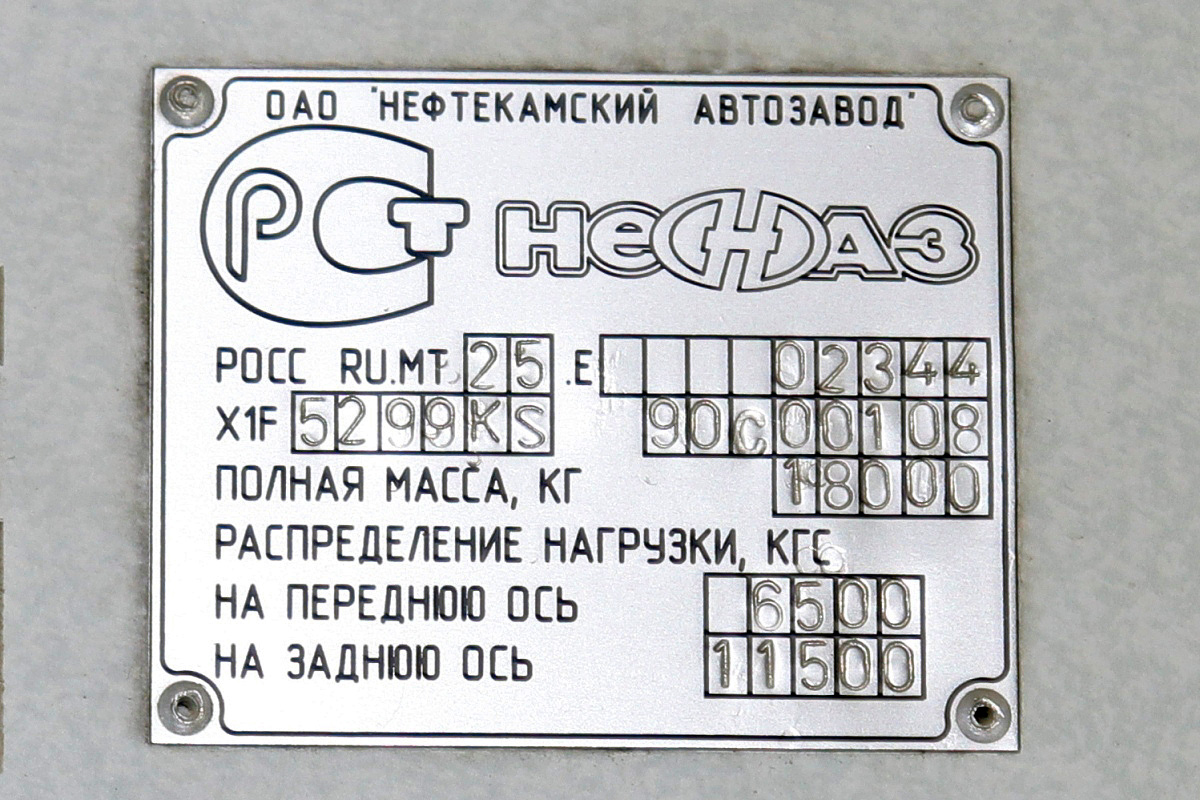 ОАО "НЕФТЕКАМСКИЙ АВТОЗАВОД"
РСТ НЕФАЗ
РОСС RU.MT 25 .Е 02344
X1F 5299KS 90C00108
ПОЛНАЯ МАССА, КГ 18000
РАСПРЕДЕЛЕНИЕ НАГРУЗКИ, КГС
НА ПЕРЕДНЮЮ ОСЬ 6500
НА ЗАДНЮЮ ОСЬ 11500